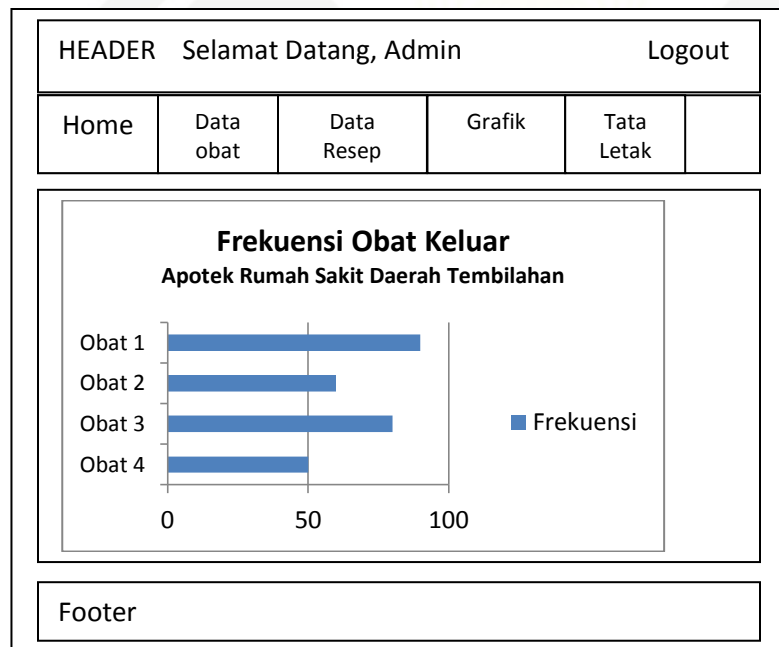 HEADER Selamat Datang, Admin Logout
Home Data obat Data Resep Grafik Tata Letak
Frekuensi Obat Keluar
Apotek Rumah Sakit Daerah Tembilahan
Obat 1
Obat 2
Obat 3
Obat 4
Frekuensi
0 50 100
Footer